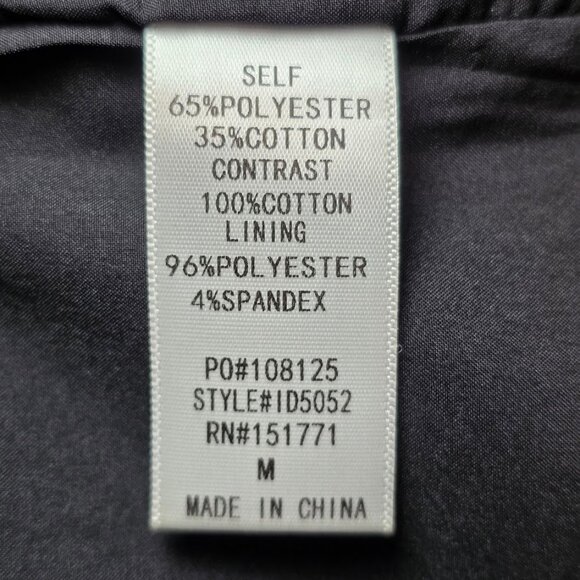 SELF
65%POLYESTER
35%COTTON
CONTRAST
100%COTTON
LINING
96%POLYESTER
4%SPANDEX
PO#108125
STYLE#ID5052
RN#151771
M
MADE IN CHINA